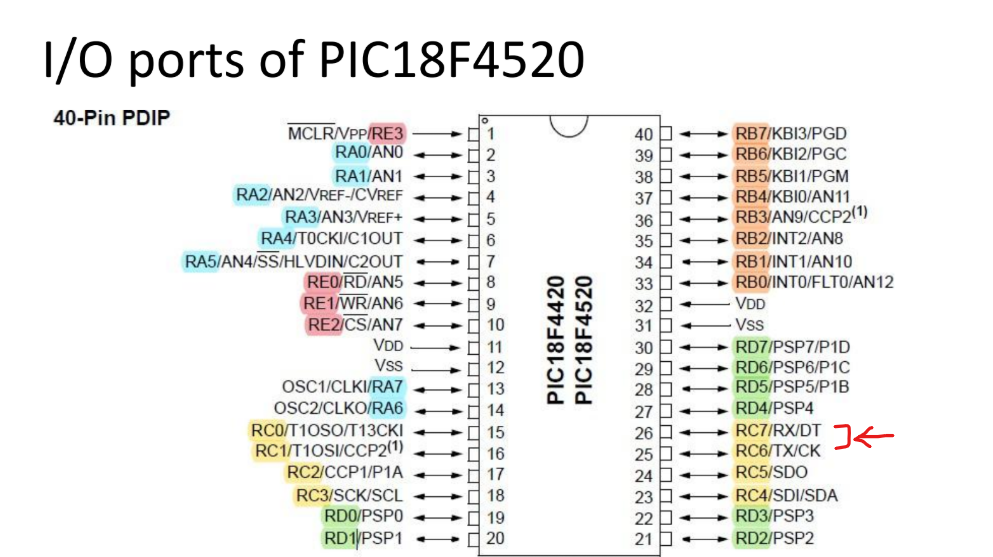 I/O ports of PIC18F4520
40-Pin PDIP
MCLR/VPP/RE3
RA0/AN0
RA1/AN1
RA2/AN2/VREF-/CVREF
RA3/AN3/VREF+
RA4/T0CKI/C1OUT
RA5/AN4/SS/HLVDIN/C2OUT
RE0/RD/AN5
RE1/WR/AN6
RE2/CS/AN7
VDD
VSS
OSC1/CLKI/RA7
OSC2/CLKO/RA6
RC0/T1OSO/T13CKI
RC1/T1OSI/CCP2(1)
RC2/CCP1/P1A
RC3/SCK/SCL
RD0/PSP0
RD1/PSP1
1
2
3
4
5
6
7
8
9
10
11
12
13
14
15
16
17
18
19
20
PIC18F4420
PIC18F4520
40
39
38
37
36
35
34
33
32
31
30
29
28
27
26
25
24
23
22
21
RB7/KBI3/PGD
RB6/KBI2/PGC
RB5/KBI1/PGM
RB4/KBI0/AN11
RB3/AN9/CCP2(1)
RB2/INT2/AN8
RB1/INT1/AN10
RB0/INT0/FLT0/AN12
VDD
VSS
RD7/PSP7/P1D
RD6/PSP6/P1C
RD5/PSP5/P1B
RD4/PSP4
RC7/RX/DT
RC6/TX/CK
RC5/SDO
RC4/SDI/SDA
RD3/PSP3
RD2/PSP2